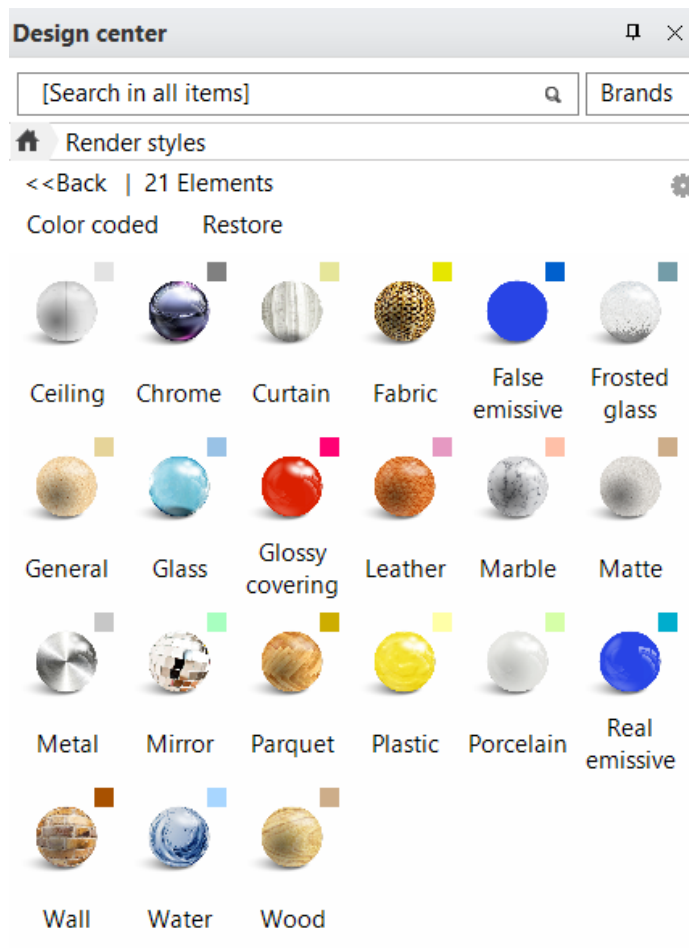 Design center
[Search in all items]
Brands
Render styles
<<Back | 21 Elements
Color coded Restore
Ceiling Chrome Curtain Fabric False emissive Frosted glass
General Glass Glossy covering Leather Marble Matte
Metal Mirror Parquet Plastic Porcelain Real emissive
Wall Water Wood